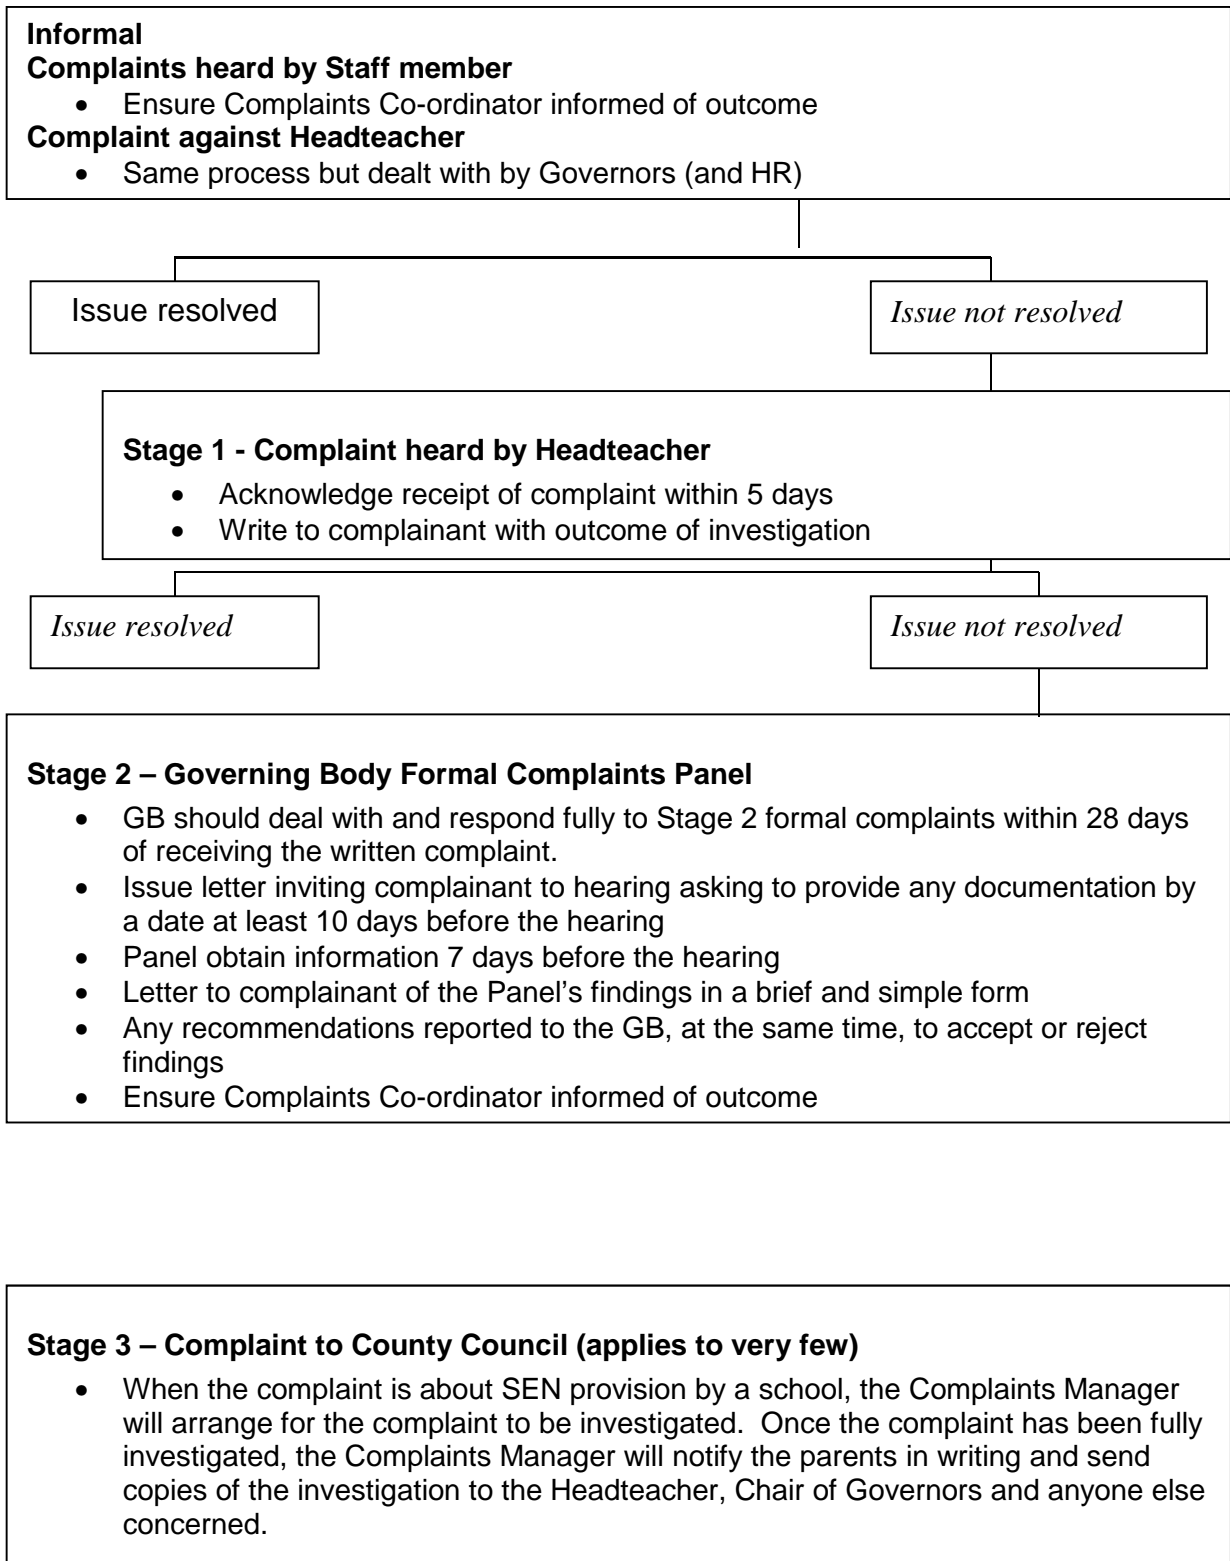 Informal
Complaints heard by Staff member
• Ensure Complaints Co-ordinator informed of outcome
Complaint against Headteacher
• Same process but dealt with by Governors (and HR)
Issue resolved
Issue not resolved
Stage 1 - Complaint heard by Headteacher
• Acknowledge receipt of complaint within 5 days
• Write to complainant with outcome of investigation
Issue resolved
Issue not resolved
Stage 2 – Governing Body Formal Complaints Panel
• GB should deal with and respond fully to Stage 2 formal complaints within 28 days
of receiving the written complaint.
• Issue letter inviting complainant to hearing asking to provide any documentation by
a date at least 10 days before the hearing
• Panel obtain information 7 days before the hearing
• Letter to complainant of the Panel’s findings in a brief and simple form
• Any recommendations reported to the GB, at the same time, to accept or reject
findings
• Ensure Complaints Co-ordinator informed of outcome
Stage 3 – Complaint to County Council (applies to very few)
• When the complaint is about SEN provision by a school, the Complaints Manager
will arrange for the complaint to be investigated.  Once the complaint has been fully
investigated, the Complaints Manager will notify the parents in writing and send
copies of the investigation to the Headteacher, Chair of Governors and anyone else
concerned.